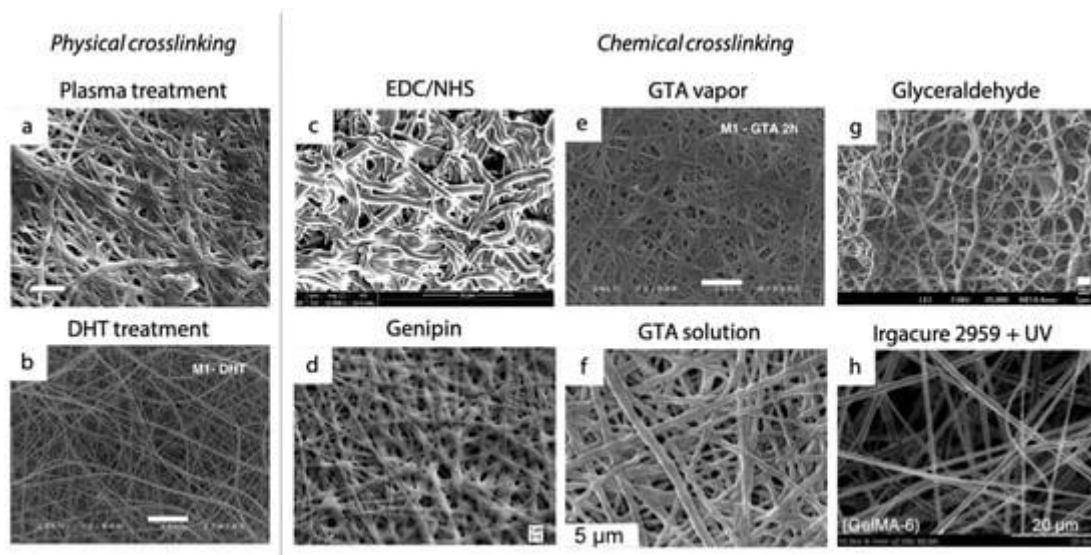 Physical crosslinking
Chemical crosslinking
Plasma treatment
EDC/NHS
GTA vapor
Glyceraldehyde
a
c
e
M1 - GTA 2h
g
DHT treatment
Genipin
GTA solution
Irgacure 2959 + UV
b
M1- DHT
d
f
5 µm
h
(GelMA-6)
20 µm